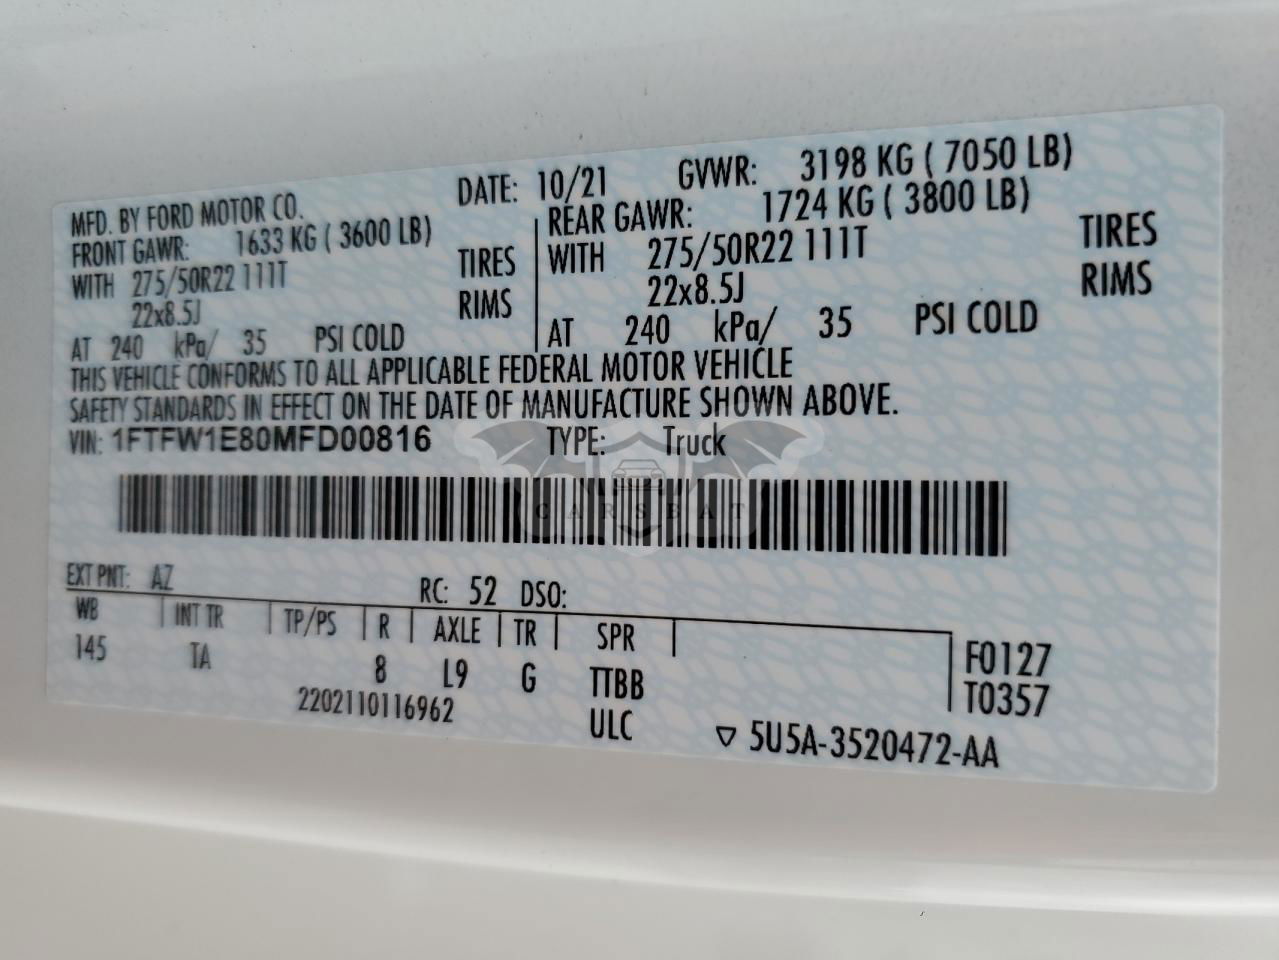 MFD. BY FORD MOTOR CO. DATE: 10/21 GVWR: 3198 KG ( 7050 LB)
FRONT GAWR: 1633 KG ( 3600 LB) REAR GAWR: 1724 KG ( 3800 LB)
WITH 275/50R22 111T TIRES WITH 275/50R22 111T TIRES
22x8.5J RIMS 22x8.5J RIMS
AT 240 kPa/ 35 PSI COLD AT 240 kPa/ 35 PSI COLD
THIS VEHICLE CONFORMS TO ALL APPLICABLE FEDERAL MOTOR VEHICLE
SAFETY STANDARDS IN EFFECT ON THE DATE OF MANUFACTURE SHOWN ABOVE.
VIN: 1FTFW1E80MFD00816 TYPE: Truck
CARSBAT
EXT PNT: AZ RC: 52 DSO:
WB INT TR TP/PS R AXLE TR SPR
145 TA 8 L9 G TTBB F0127
T0357
2202110116962 ULC ▽ 5U5A-3520472-AA